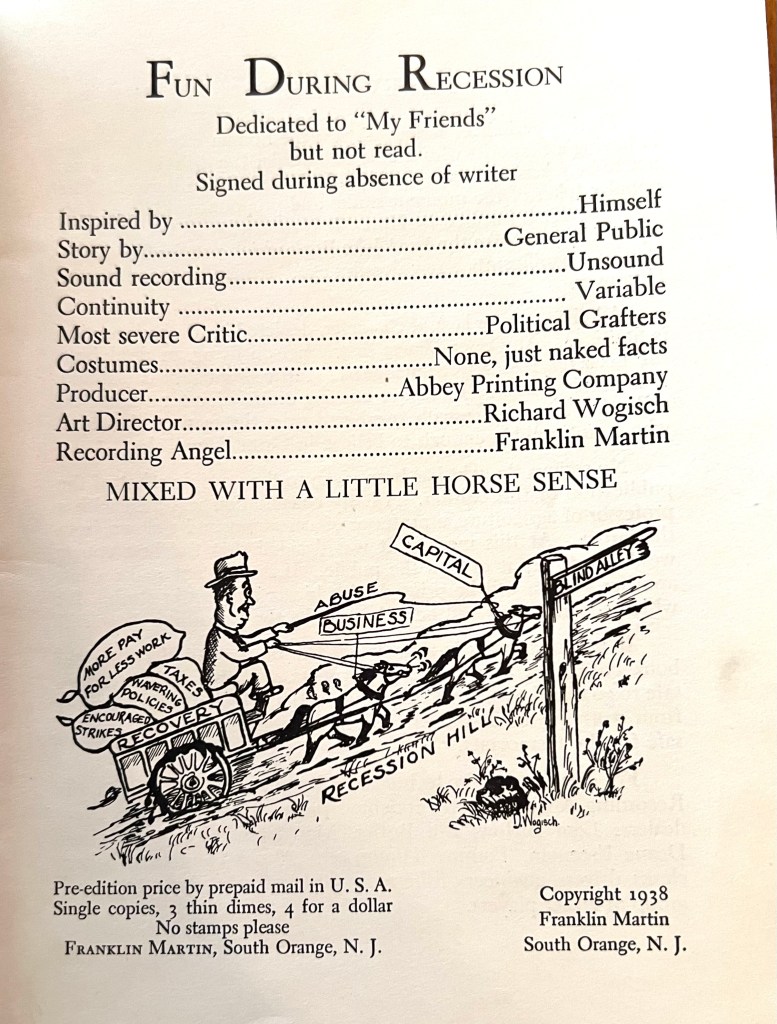 FUN DURING RECESSION
Dedicated to "My Friends"
but not read.
Signed during absence of writer
Inspired by ..........Himself
Story by..........General Public
Sound recording..........Unsound
Continuity .......... Variable
Most severe Critic..........Political Grafters
Costumes..........None, just naked facts
Producer..........Abbey Printing Company
Art Director..........Richard Wogisch
Recording Angel..........Franklin Martin
MIXED WITH A LITTLE HORSE SENSE
CAPITAL
BLIND ALLEY
ABUSE
BUSINESS
MORE PAY
FOR LESS WORK
TAXES
WAVERING
POLICIES
ENCOURAGED
STRIKES
RECOVERY
RECESSION HILL
D. Wogisch.
Pre-edition price by prepaid mail in U. S. A.
Single copies, 3 thin dimes, 4 for a dollar
No stamps please
FRANKLIN MARTIN, South Orange, N. J.
Copyright 1938
Franklin Martin
South Orange, N. J.